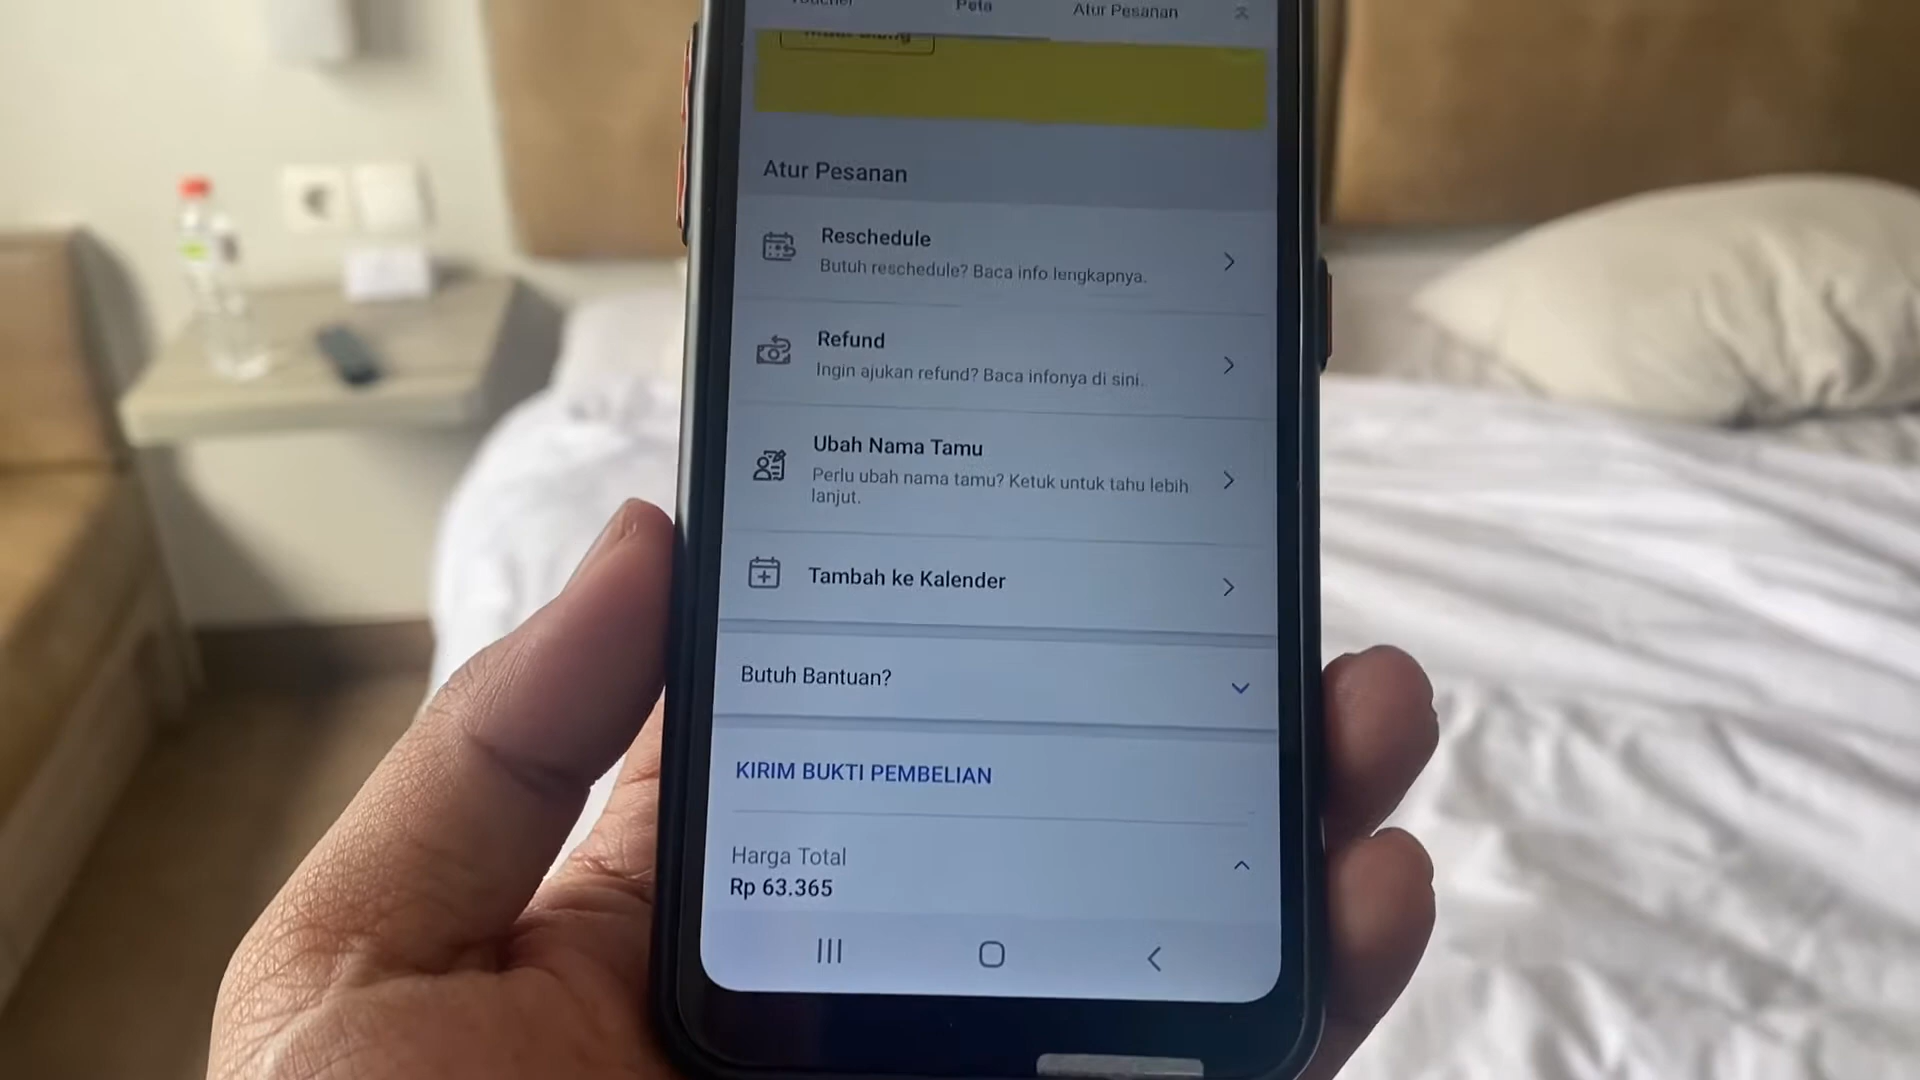 Voucher
Peta
Atur Pesanan
Atur Pesanan
Reschedule
Butuh reschedule? Baca info lengkapnya.
Refund
Ingin ajukan refund? Baca infonya di sini.
Ubah Nama Tamu
Perlu ubah nama tamu? Ketuk untuk tahu lebih
lanjut.
Tambah ke Kalender
Butuh Bantuan?
KIRIM BUKTI PEMBELIAN
Harga Total
Rp 63.365